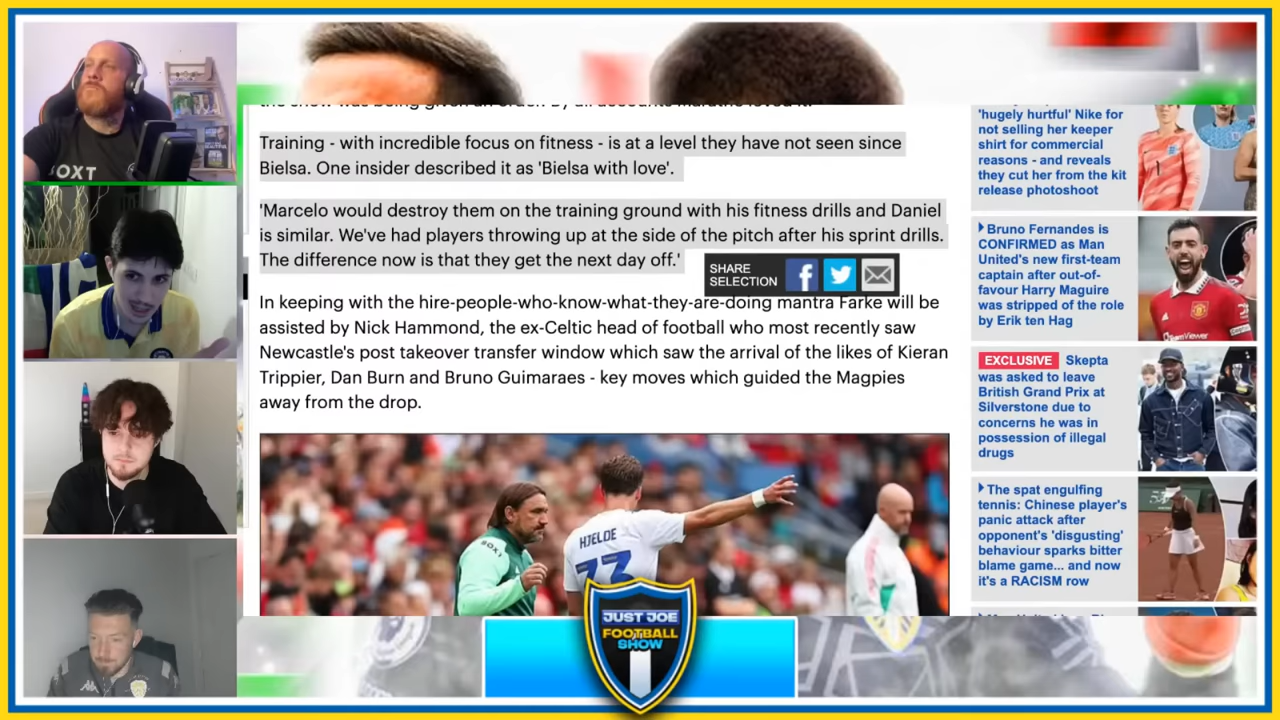 Training - with incredible focus on fitness - is at a level they have not seen since
Bielsa. One insider described it as 'Bielsa with love'.
'Marcelo would destroy them on the training ground with his fitness drills and Daniel
is similar. We've had players throwing up at the side of the pitch after his sprint drills.
The difference now is that they get the next day off.'
SHARE
SELECTION
In keeping with the hire-people-who-know-what-they-are-doing mantra Farke will be
assisted by Nick Hammond, the ex-Celtic head of football who most recently saw
Newcastle's post takeover transfer window which saw the arrival of the likes of Kieran
Trippier, Dan Burn and Bruno Guimaraes - key moves which guided the Magpies
away from the drop.
'hugely hurtful' Nike for
not selling her keeper
shirt for commercial
reasons - and reveals
they cut her from the kit
release photoshoot
Bruno Fernandes is
CONFIRMED as Man
United's new first-team
captain after out-of-
favour Harry Maguire
was stripped of the role
by Erik ten Hag
EXCLUSIVE Skepta
was asked to leave
British Grand Prix at
Silverstone due to
concerns he was in
possession of illegal
drugs
The spat engulfing
tennis: Chinese player's
panic attack after
opponent's 'disgusting'
behaviour sparks bitter
blame game... and now
it's a RACISM row
BOXT
BOXT
HJELDE
33
TeamViewer
JUST JOE
FOOTBALL
SHOW